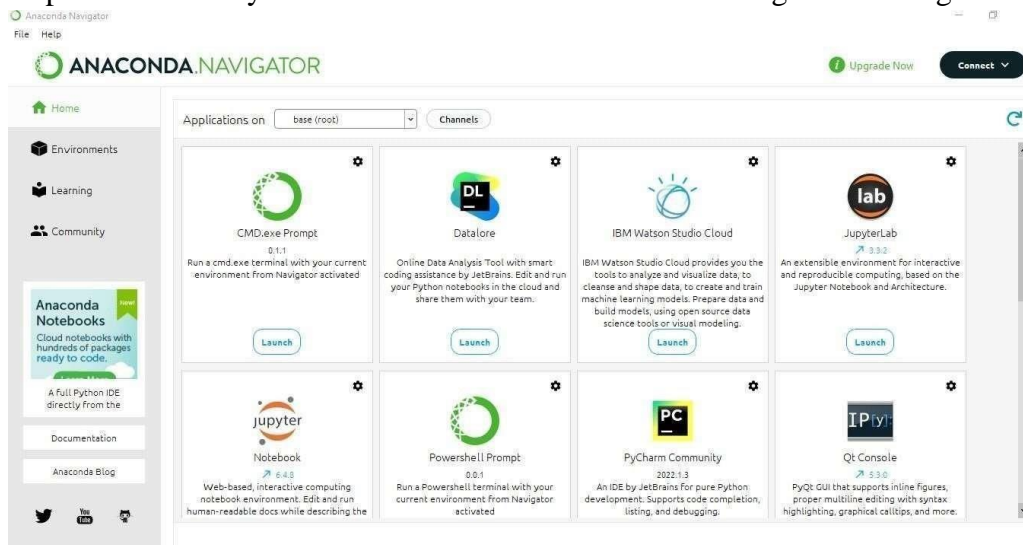 Anaconda Navigator
File Help
ANACONDA.NAVIGATOR
Upgrade Now
Connect
Home
Environments
Learning
Community
Applications on base (root) Channels
CMD.exe Prompt
0.1.1
Run a cmd.exe terminal with your current
environment from Navigator activated
Launch
DL
Datalore
Online Data Analysis Tool with smart
coding assistance by JetBrains. Edit and run
your Python notebooks in the cloud and
share them with your team.
Launch
IBM Watson Studio Cloud
IBM Watson Studio Cloud provides you the
tools to analyze and visualize data, to
cleanse and shape data, to create and train
machine learning models. Prepare data and
build models, using open source data
science tools or visual modeling.
Launch
lab
JupyterLab
3.3.2
An extensible environment for interactive
and reproducible computing, based on the
Jupyter Notebook and Architecture.
Launch
jupyter
Notebook
6.4.8
Web-based, interactive computing
notebook environment. Edit and run
human-readable docs while describing the
Powershell Prompt
0.0.1
Run a Powershell terminal with your
current environment from Navigator
activated
PC
PyCharm Community
2022.1.3
An IDE by JetBrains for pure Python
development. Supports code completion,
listing, and debugging.
IP[y]:
Qt Console
5.3.0
PyQt GUI that supports inline figures,
proper multiline editing with syntax
highlighting, graphical calltips, and more.
Anaconda
Notebooks
New!
Cloud notebooks with
hundreds of packages
ready to code.
A full Python IDE
directly from the
Documentation
Anaconda Blog
You
Tube